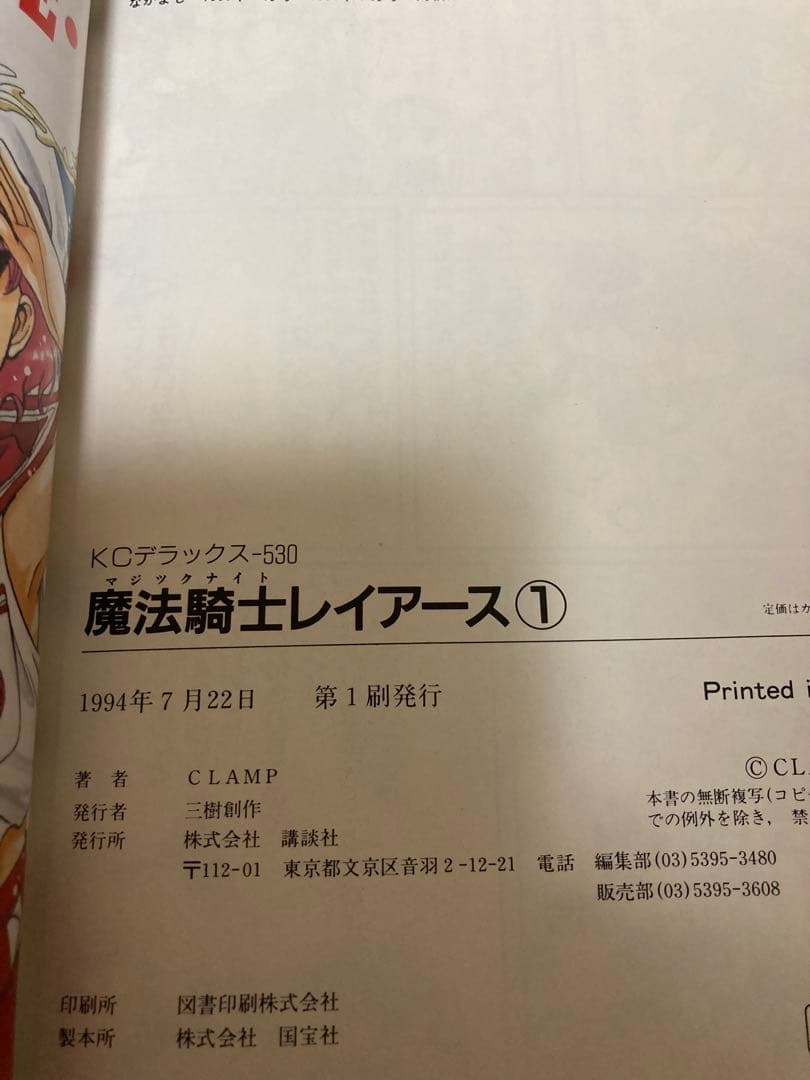 E.
KCデラックス-530
マジックナイト
魔法騎士レイアース①
定価はカ
1994年7月22日 第1刷発行
Printed i
著者 CLAMP
©CL
発行者 三樹創作
本書の無断複写(コピ
発行所 株式会社 講談社
での例外を除き, 禁
〒112-01 東京都文京区音羽2-12-21 電話 編集部(03)5395-3480
販売部(03)5395-3608
印刷所 図書印刷株式会社
製本所 株式会社 国宝社